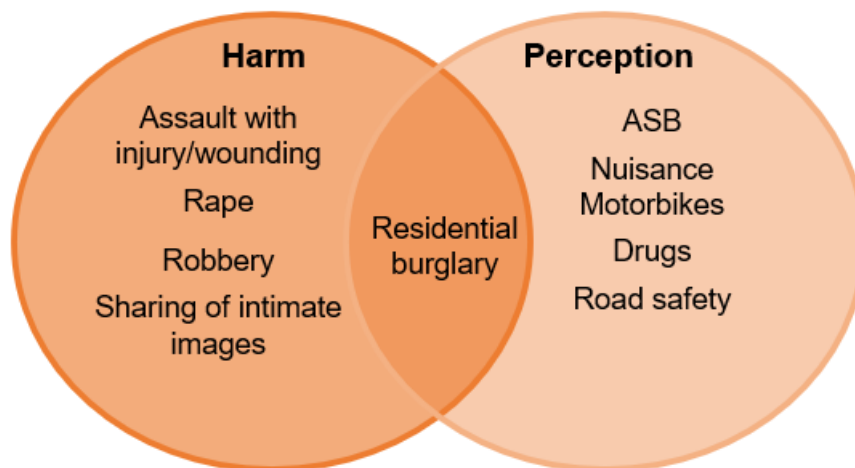 Harm
Assault with
injury/wounding
Rape
Robbery
Sharing of intimate
images
Residential
burglary
Perception
ASB
Nuisance
Motorbikes
Drugs
Road safety